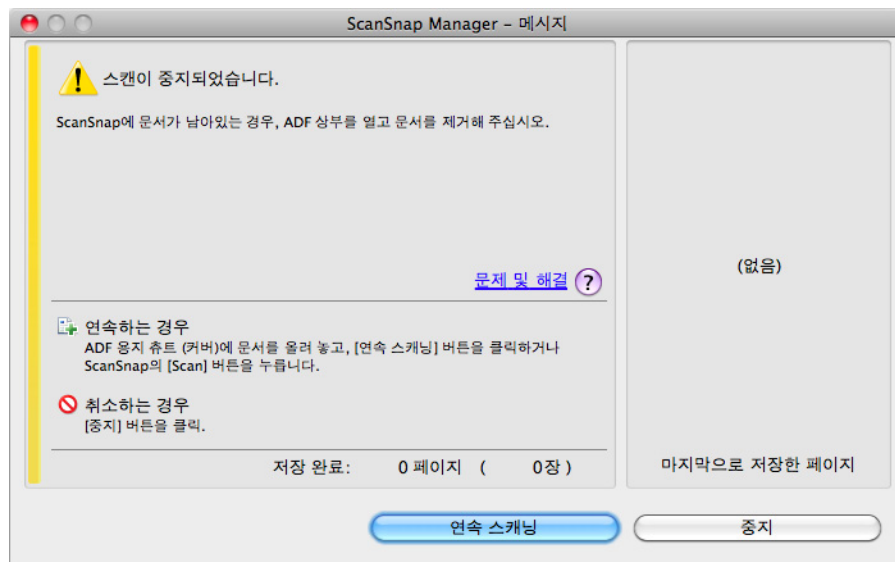 ScanSnap Manager – 메시지
스캔이 중지되었습니다.
ScanSnap에 문서가 남아있는 경우, ADF 상부를 열고 문서를 제거해 주십시오.
문제 및 해결 ?
(없음)
연속하는 경우
ADF 용지 츄트 (커버)에 문서를 올려 놓고, [연속 스캐닝] 버튼을 클릭하거나
ScanSnap의 [Scan] 버튼을 누릅니다.
취소하는 경우
[중지] 버튼을 클릭.
저장 완료: 0 페이지 ( 0장 )
마지막으로 저장한 페이지
연속 스캐닝
중지